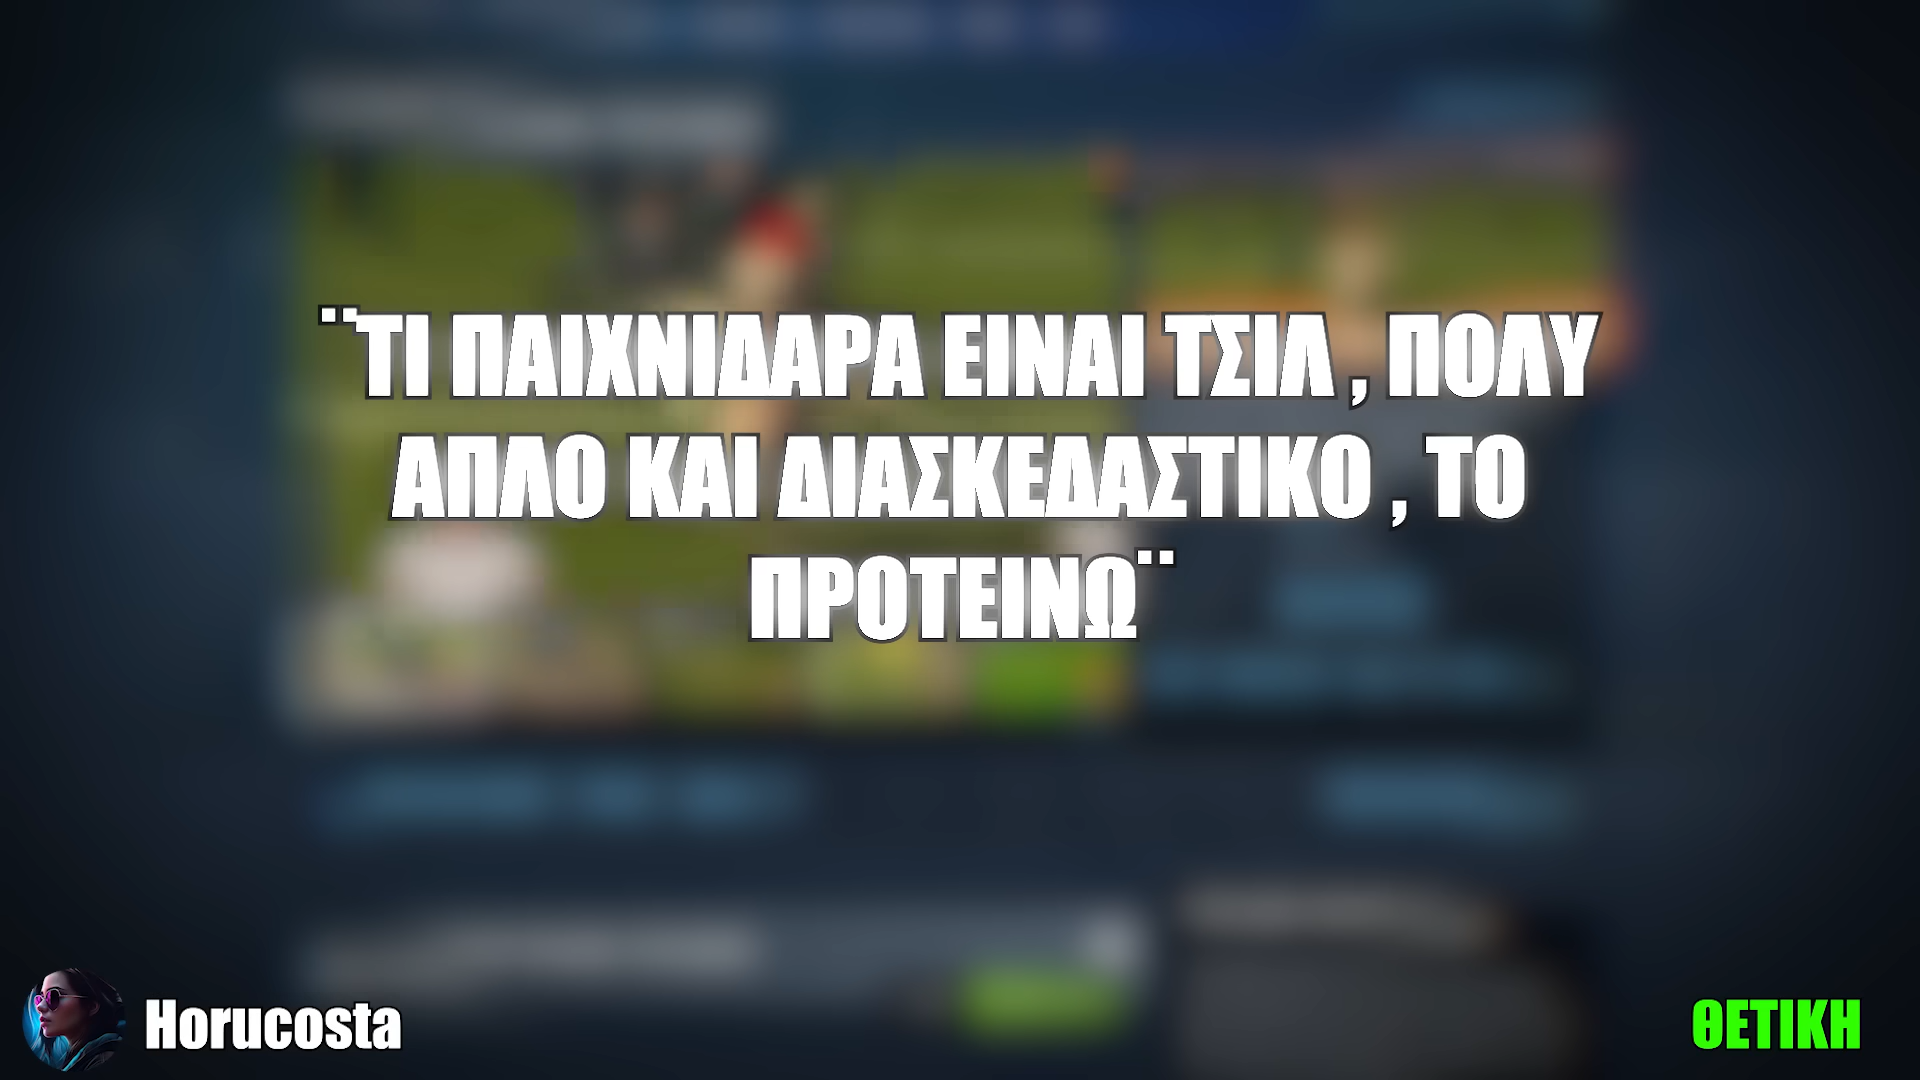 ¨ΤΙ ΠΑΙΧΝΙΔΑΡΑ ΕΙΝΑΙ ΤΣΙΛ , ΠΟΛΥ
ΑΠΛΟ ΚΑΙ ΔΙΑΣΚΕΔΑΣΤΙΚΟ , ΤΟ
ΠΡΟΤΕΙΝΩ¨
Horucosta
ΘΕΤΙΚΗ